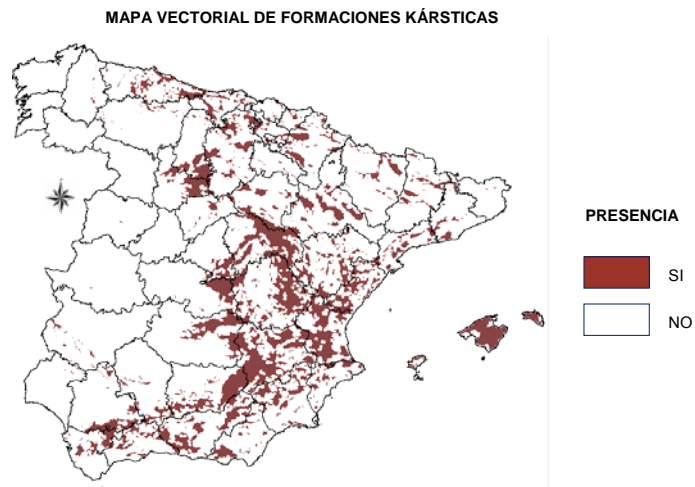 MAPA VECTORIAL DE FORMACIONES KÁRSTICAS
PRESENCIA
SI
NO